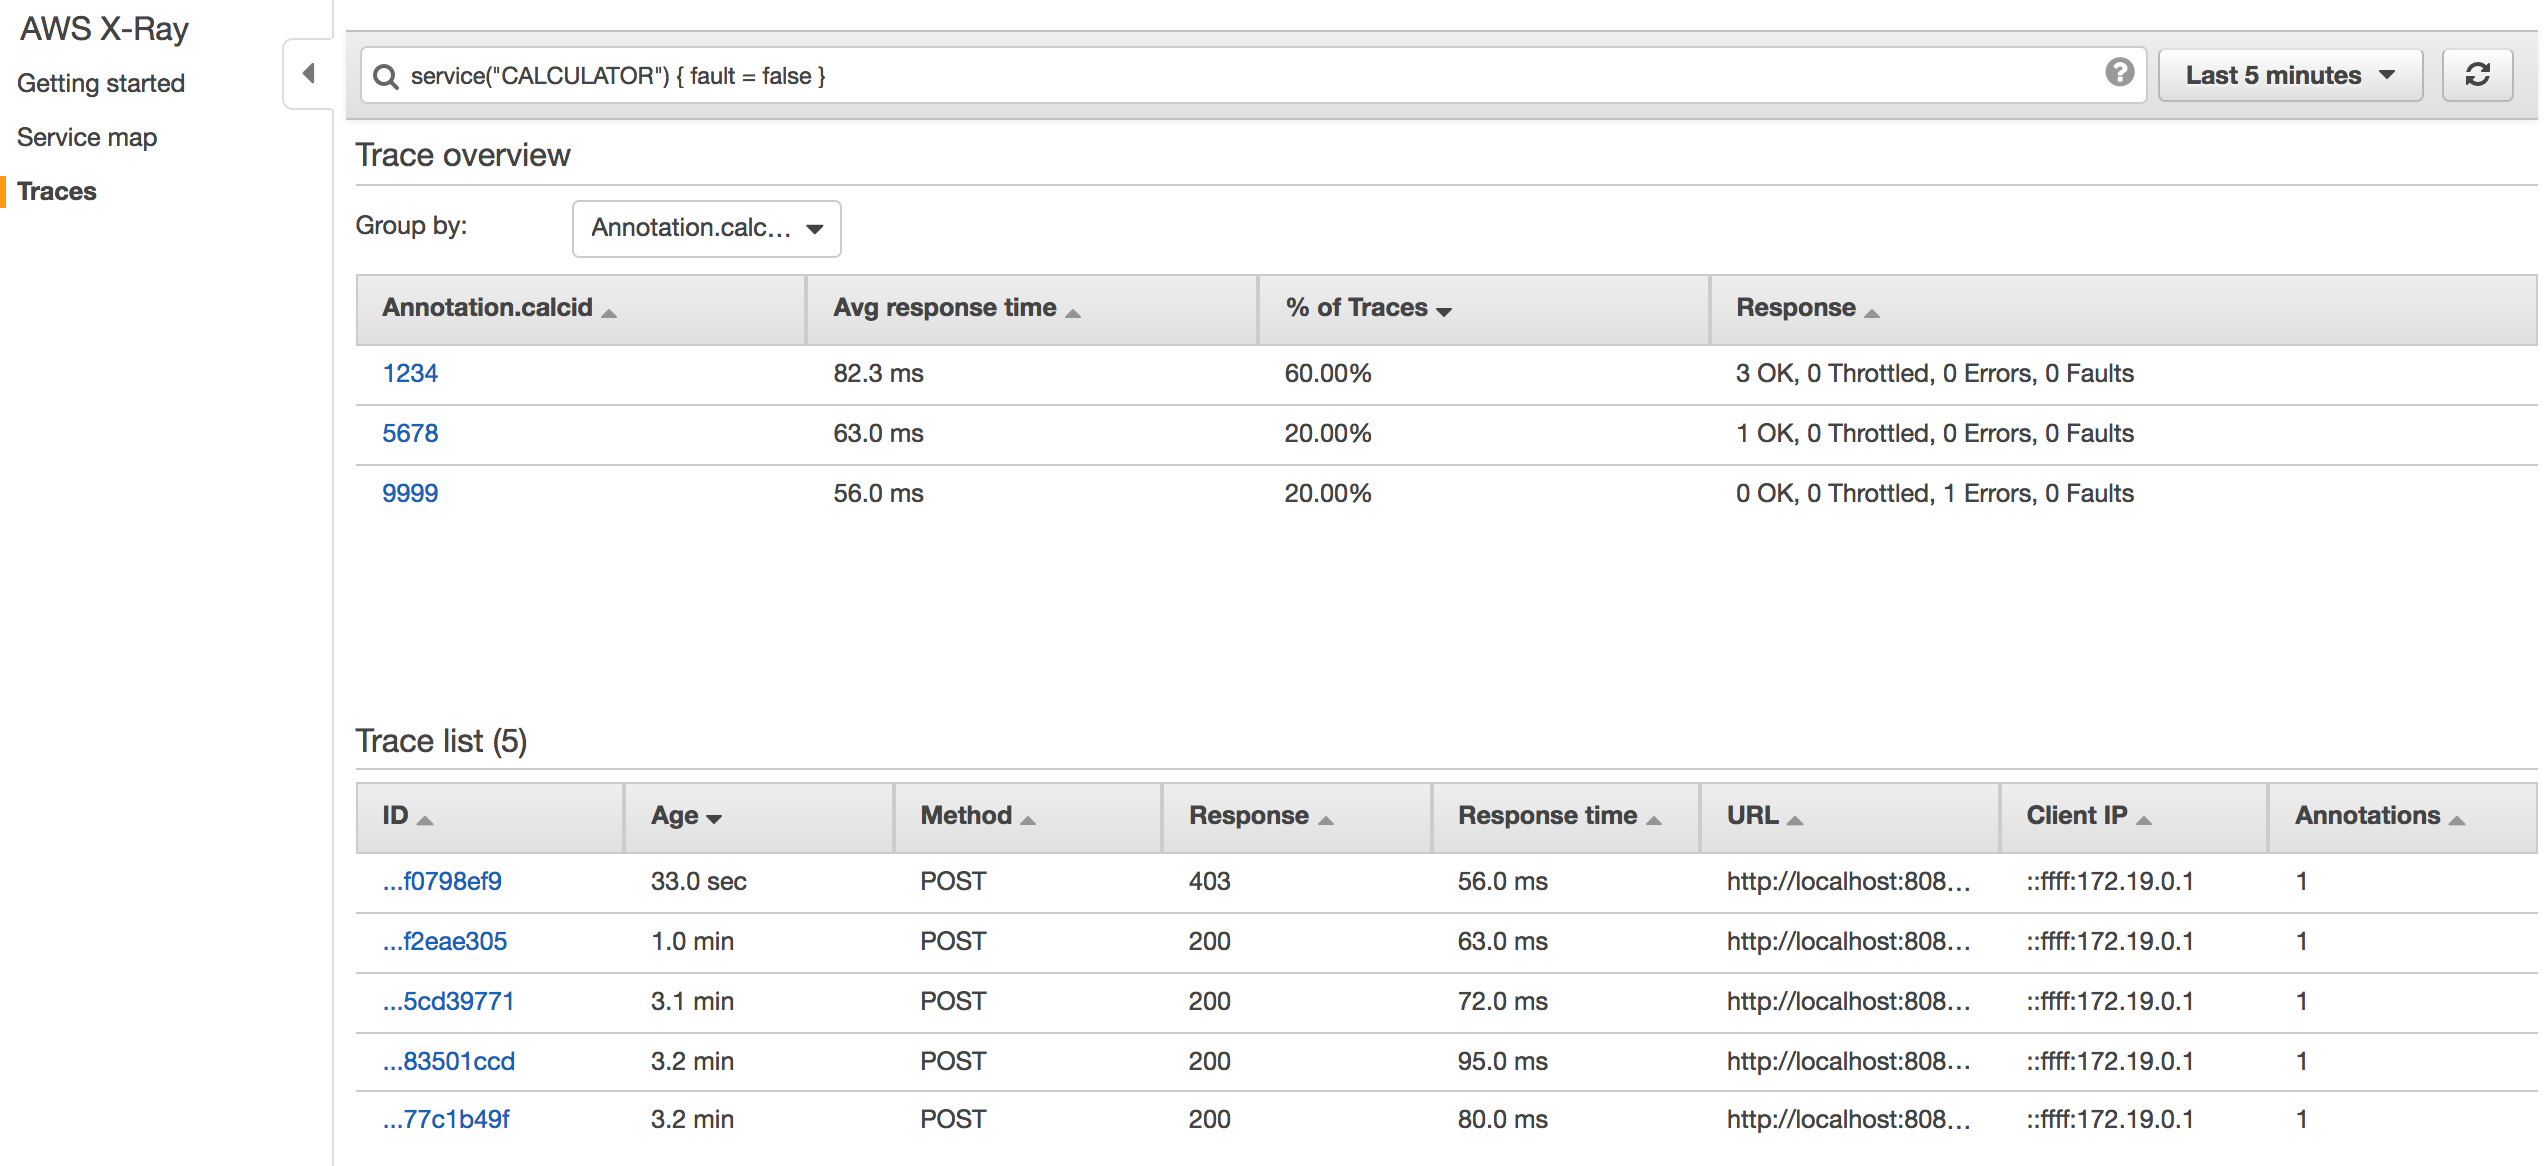 AWS X-Ray
Getting started
Service map
Traces
service("CALCULATOR") { fault = false }
?
Last 5 minutes
Trace overview
Group by:
Annotation.calc...
Annotation.calcid Avg response time % of Traces Response
1234 82.3 ms 60.00% 3 OK, 0 Throttled, 0 Errors, 0 Faults
5678 63.0 ms 20.00% 1 OK, 0 Throttled, 0 Errors, 0 Faults
9999 56.0 ms 20.00% 0 OK, 0 Throttled, 1 Errors, 0 Faults
Trace list (5)
ID Age Method Response Response time URL Client IP Annotations
...f0798ef9 33.0 sec POST 403 56.0 ms http://localhost:808... ::ffff:172.19.0.1 1
...f2eae305 1.0 min POST 200 63.0 ms http://localhost:808... ::ffff:172.19.0.1 1
...5cd39771 3.1 min POST 200 72.0 ms http://localhost:808... ::ffff:172.19.0.1 1
...83501ccd 3.2 min POST 200 95.0 ms http://localhost:808... ::ffff:172.19.0.1 1
...77c1b49f 3.2 min POST 200 80.0 ms http://localhost:808... ::ffff:172.19.0.1 1